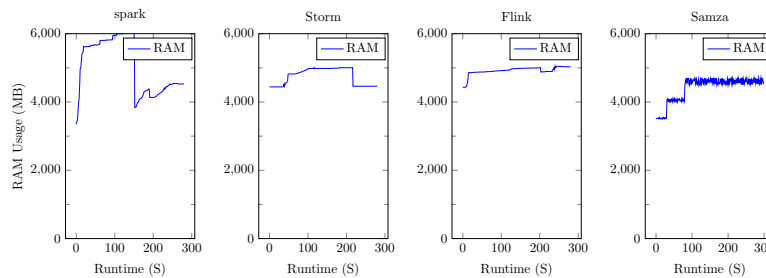 spark
Storm
Flink
Samza
RAM Usage (MB)
6,000
4,000
2,000
0
RAM
0 100 200 300
Runtime (S)
6,000
4,000
2,000
0
RAM
0 100 200 300
Runtime (S)
6,000
4,000
2,000
0
RAM
0 100 200 300
Runtime (S)
6,000
4,000
2,000
0
RAM
0 100 200 300
Runtime (S)